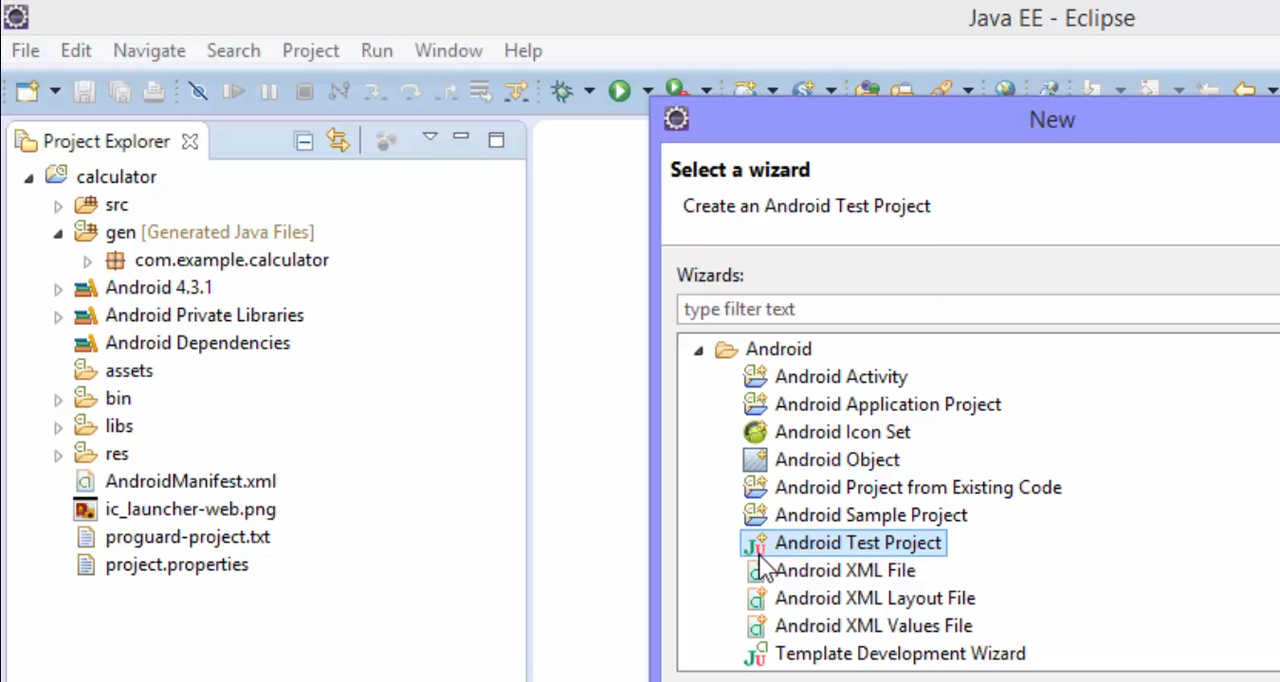 Java EE - Eclipse
File Edit Navigate Search Project Run Window Help
Project Explorer
calculator
src
gen [Generated Java Files]
com.example.calculator
Android 4.3.1
Android Private Libraries
Android Dependencies
assets
bin
libs
res
AndroidManifest.xml
ic_launcher-web.png
proguard-project.txt
project.properties
New
Select a wizard
Create an Android Test Project
Wizards:
type filter text
Android
Android Activity
Android Application Project
Android Icon Set
Android Object
Android Project from Existing Code
Android Sample Project
Android Test Project
Android XML File
Android XML Layout File
Android XML Values File
Template Development Wizard